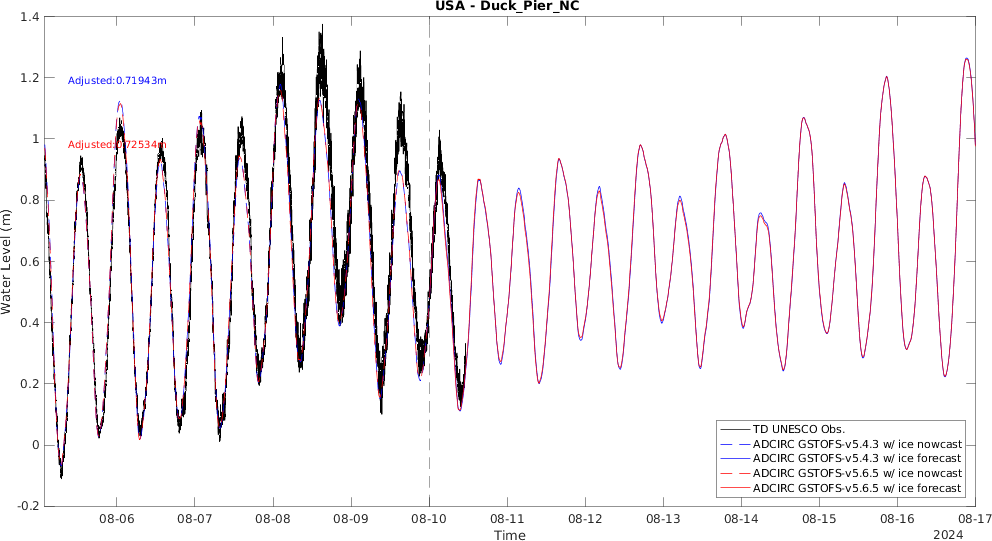 USA - Duck_Pier_NC
1.4
1.2
1
0.8
0.6
0.4
0.2
0
-0.2
Water Level (m)
Adjusted:0.71943m
Adjusted:0.72534m
TD UNESCO Obs.
ADCIRC GSTOFS-v5.4.3 w/ ice nowcast
ADCIRC GSTOFS-v5.4.3 w/ ice forecast
ADCIRC GSTOFS-v5.6.5 w/ ice nowcast
ADCIRC GSTOFS-v5.6.5 w/ ice forecast
08-06 08-07 08-08 08-09 08-10 08-11 08-12 08-13 08-14 08-15 08-16 08-17
Time
2024